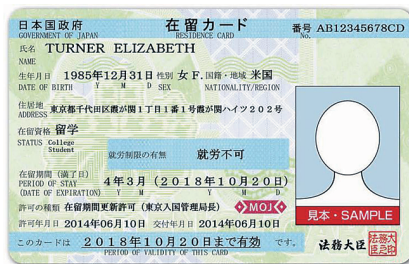 日本国政府 在留カード 番号 AB12345678CD
GOVERNMENT OF JAPAN RESIDENCE CARD No.
氏名 TURNER ELIZABETH
NAME
生年月日 1985年12月31日 性別 女 F. 国籍・地域 米国
DATE OF BIRTH Y M D SEX NATIONALITY/REGION
住居地 東京都千代田区霞が関1丁目1番1号霞が関ハイツ202号
ADDRESS
在留資格 留学
STATUS College Student
就労制限の有無 就労不可
在留期間(満了日) 4年3月(2018年10月20日)
PERIOD OF STAY
(DATE OF EXPIRATION) Y M Y M D
許可の種類 在留期間更新許可(東京入国管理局長) MOJ
見本・SAMPLE
許可年月日 2014年06月10日 交付年月日 2014年06月10日
このカードは 2018年10月20日まで有効 です。
PERIOD OF VALIDITY OF THIS CARD
法務大臣